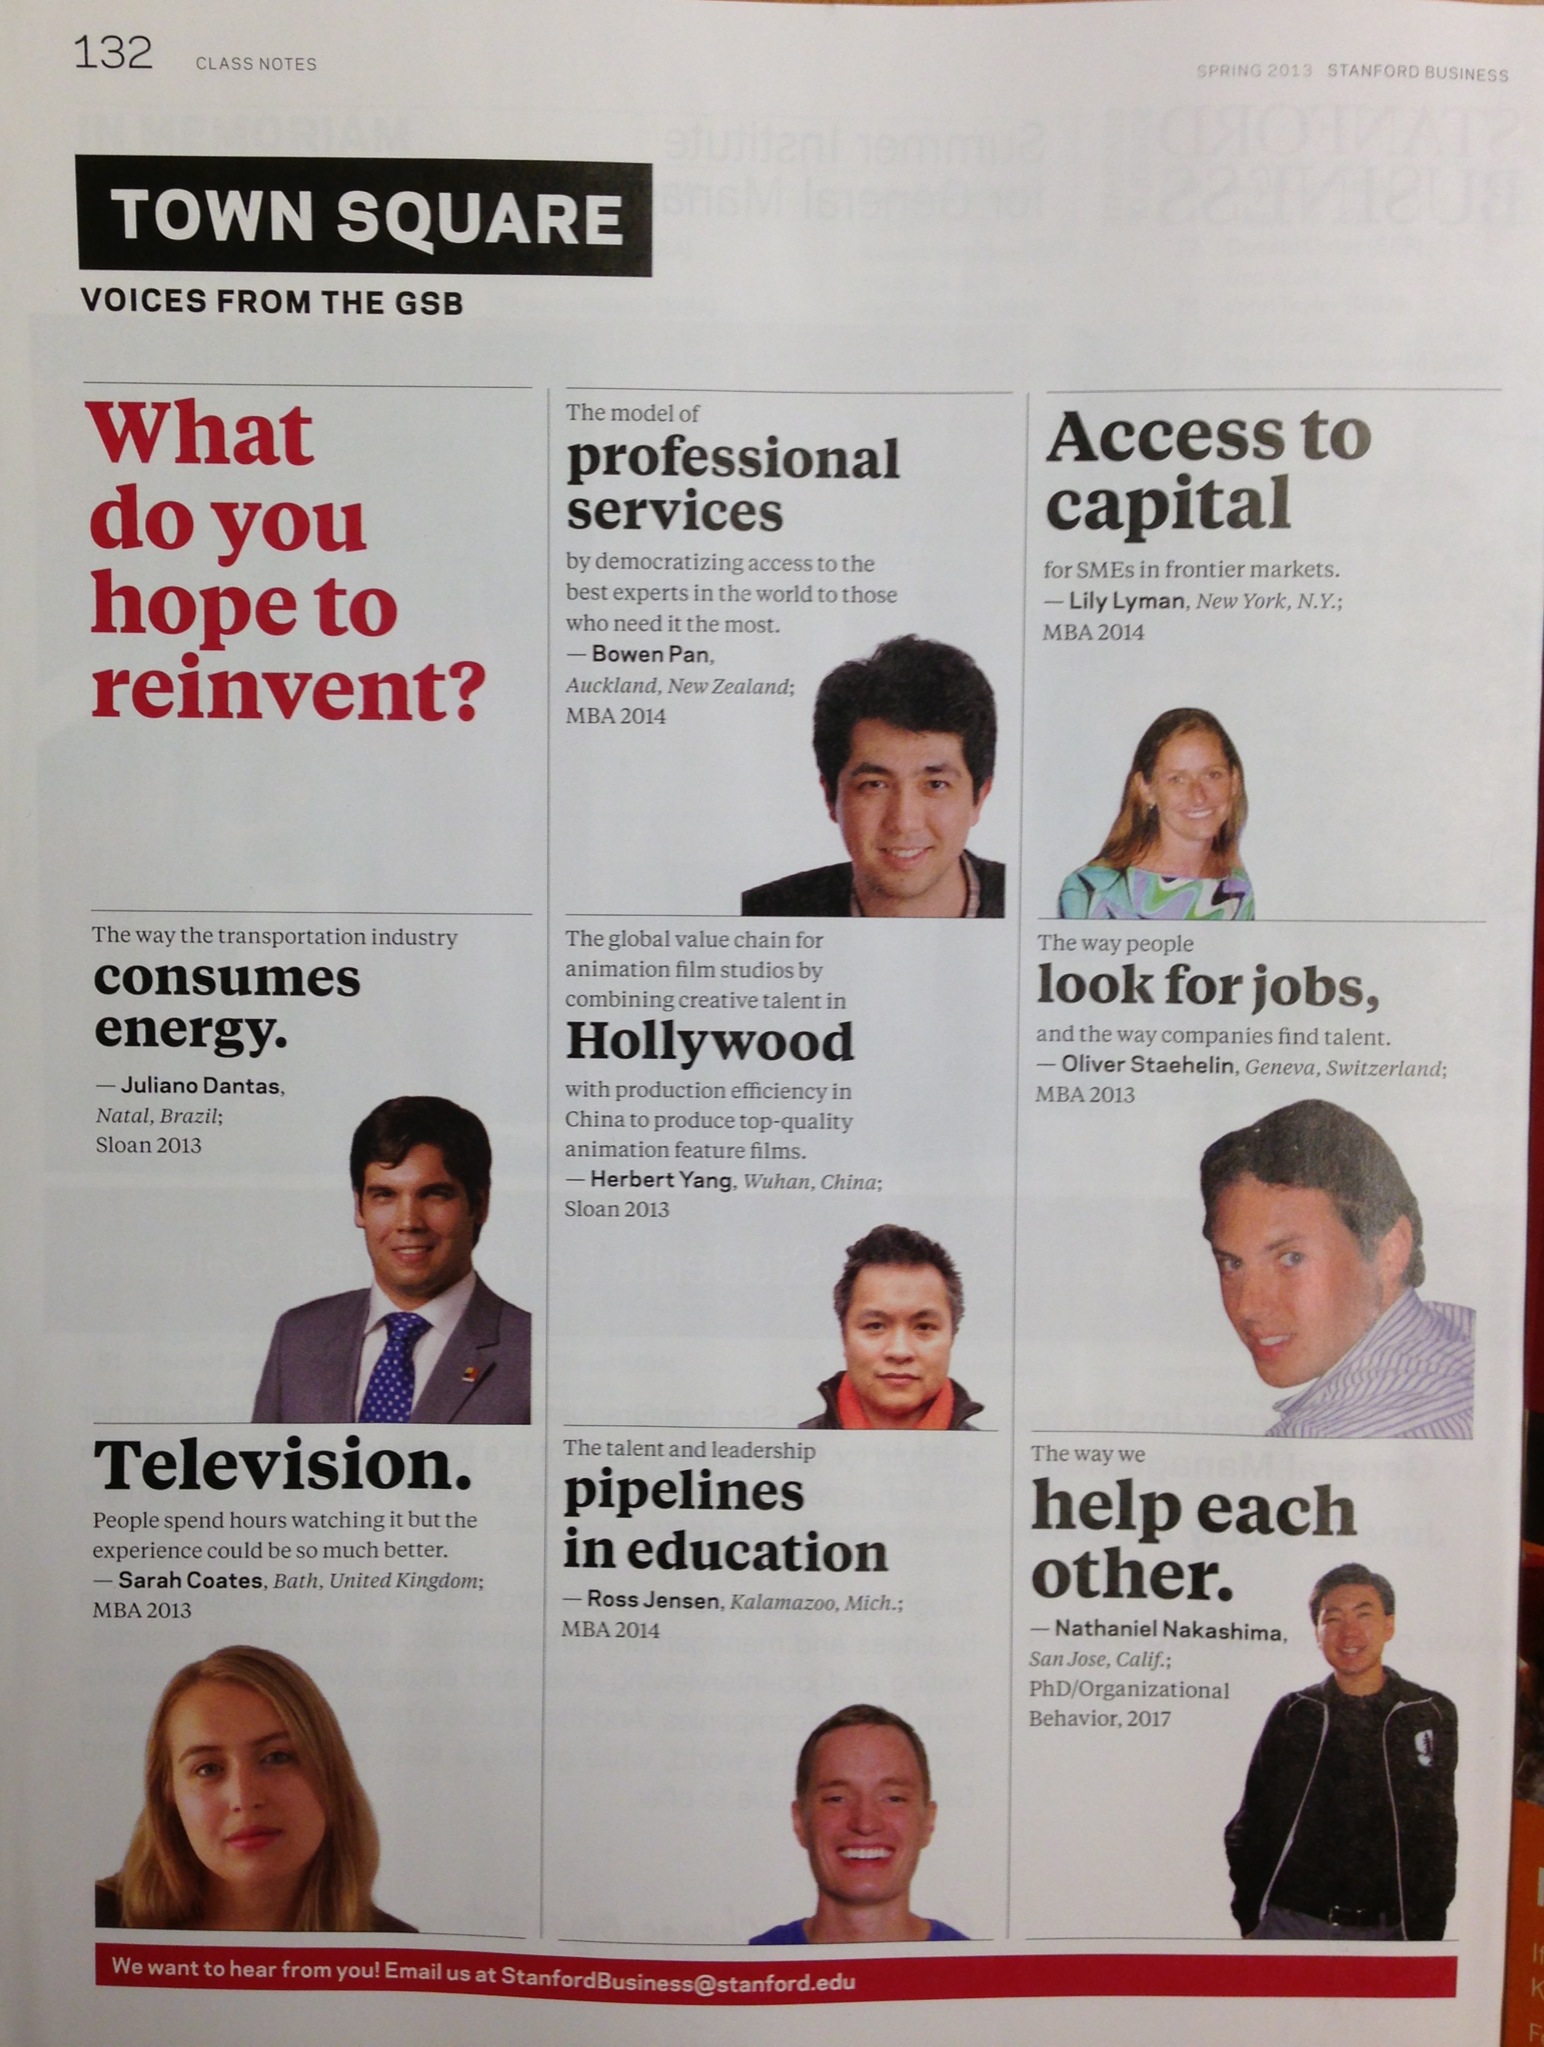 132 CLASS NOTES
SPRING 2013 STANFORD BUSINESS
TOWN SQUARE
VOICES FROM THE GSB
What
do you
hope to
reinvent?
The model of
professional
services
by democratizing access to the
best experts in the world to those
who need it the most.
— Bowen Pan,
Auckland, New Zealand;
MBA 2014
Access to
capital
for SMEs in frontier markets.
— Lily Lyman, New York, N.Y.;
MBA 2014
The way the transportation industry
consumes
energy.
— Juliano Dantas,
Natal, Brazil;
Sloan 2013
The global value chain for
animation film studios by
combining creative talent in
Hollywood
with production efficiency in
China to produce top-quality
animation feature films.
— Herbert Yang, Wuhan, China;
Sloan 2013
The way people
look for jobs,
and the way companies find talent.
— Oliver Staehelin, Geneva, Switzerland;
MBA 2013
Television.
People spend hours watching it but the
experience could be so much better.
— Sarah Coates, Bath, United Kingdom;
MBA 2013
The talent and leadership
pipelines
in education
— Ross Jensen, Kalamazoo, Mich.;
MBA 2014
The way we
help each
other.
— Nathaniel Nakashima,
San Jose, Calif.;
PhD/Organizational
Behavior, 2017
We want to hear from you! Email us at StanfordBusiness@stanford.edu